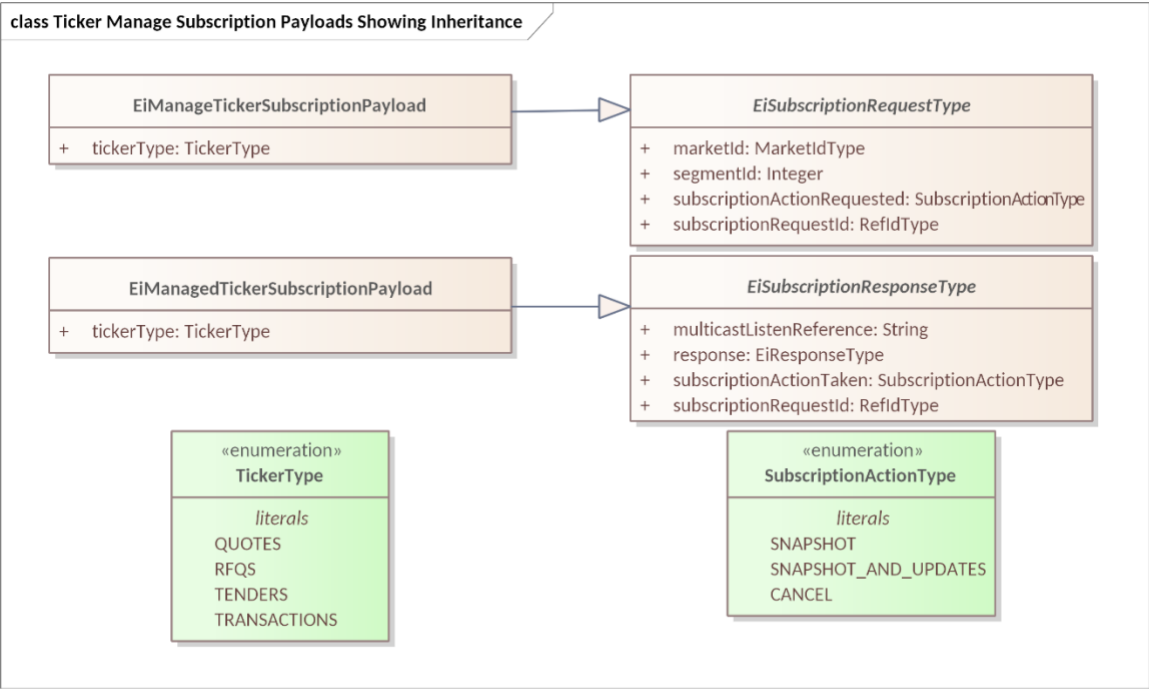 class Ticker Manage Subscription Payloads Showing Inheritance
EiManageTickerSubscriptionPayload
+ tickerType: TickerType
EiSubscriptionRequestType
+ marketId: MarketIdType
+ segmentId: Integer
+ subscriptionActionRequested: SubscriptionActionType
+ subscriptionRequestId: RefIdType
EiManagedTickerSubscriptionPayload
+ tickerType: TickerType
EiSubscriptionResponseType
+ multicastListenReference: String
+ response: EiResponseType
+ subscriptionActionTaken: SubscriptionActionType
+ subscriptionRequestId: RefIdType
«enumeration»
TickerType
literals
QUOTES
RFQS
TENDERS
TRANSACTIONS
«enumeration»
SubscriptionActionType
literals
SNAPSHOT
SNAPSHOT_AND_UPDATES
CANCEL